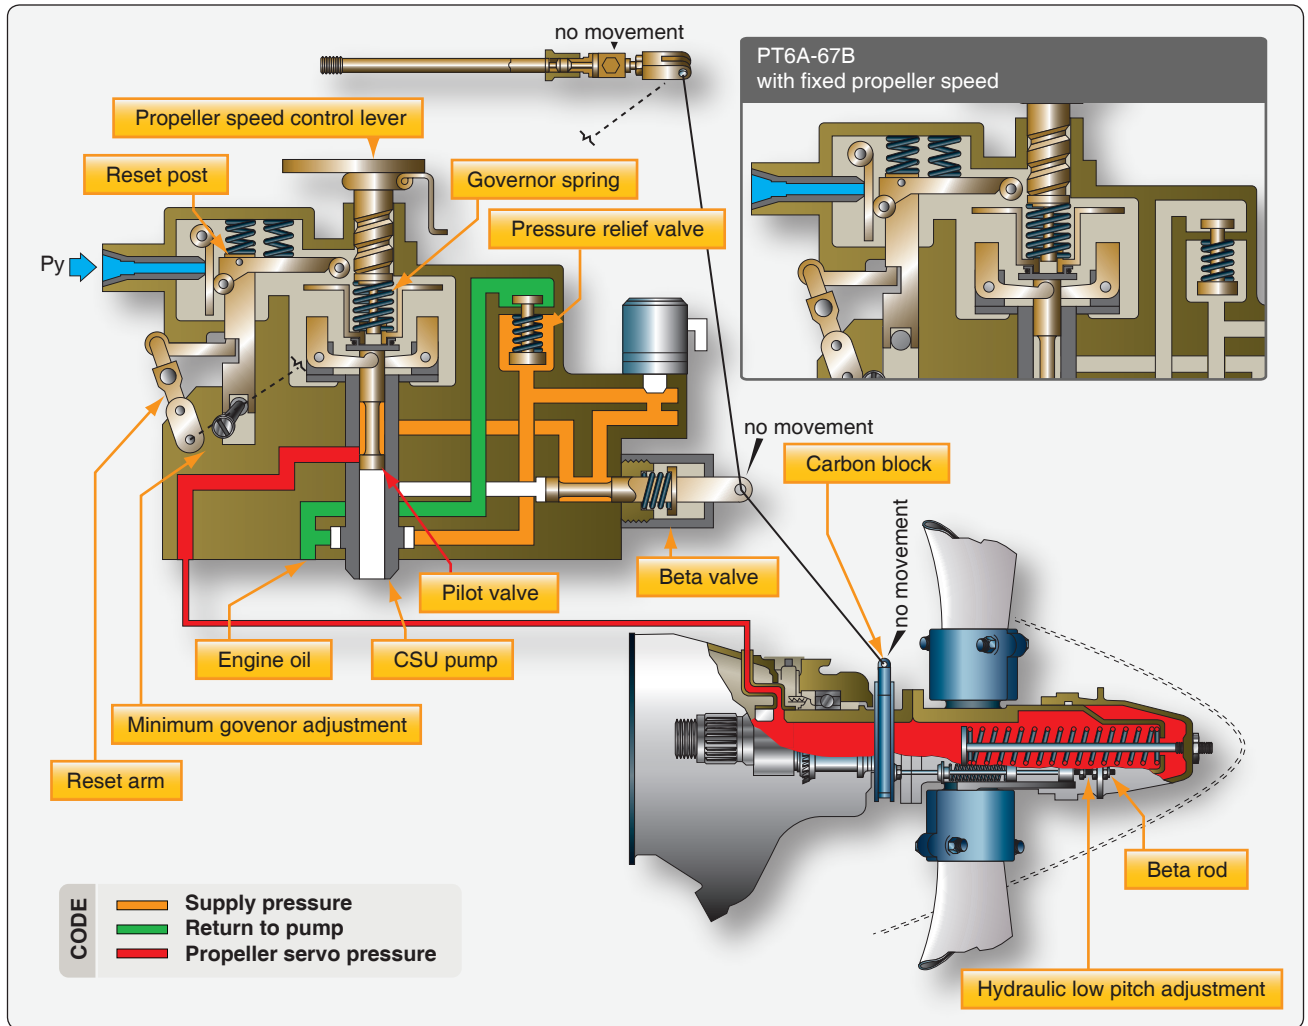 no movement
PT6A-67B
with fixed propeller speed
Propeller speed control lever
Reset post
Governor spring
Pressure relief valve
Py
no movement
Carbon block
no movement
Beta valve
Pilot valve
Engine oil
CSU pump
Minimum govenor adjustment
Reset arm
Beta rod
Hydraulic low pitch adjustment
CODE
Supply pressure
Return to pump
Propeller servo pressure